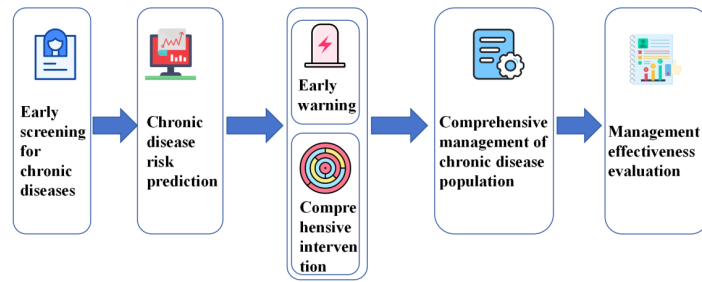 Early
screening
for
chronic
diseases
Chronic
disease
risk
prediction
Early
warning
Compre
hensive
interven
tion
Comprehensive
management of
chronic disease
population
Management
effectiveness
evaluation